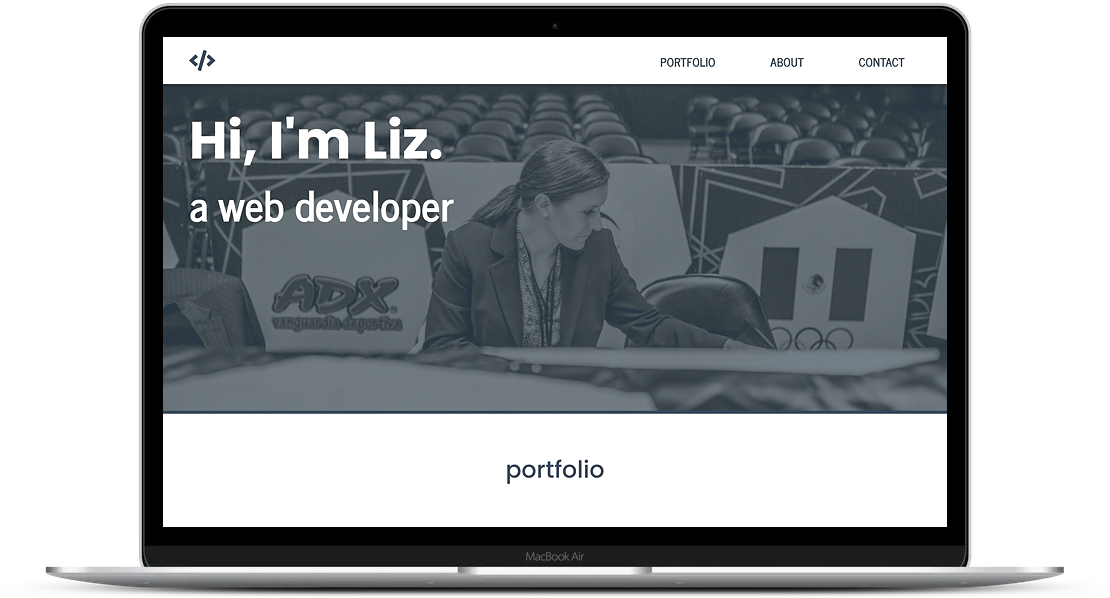 </>
PORTFOLIO ABOUT CONTACT
Hi, I'm Liz.
a web developer
ADX®
vanguardia deportiva
portfolio
MacBook Air